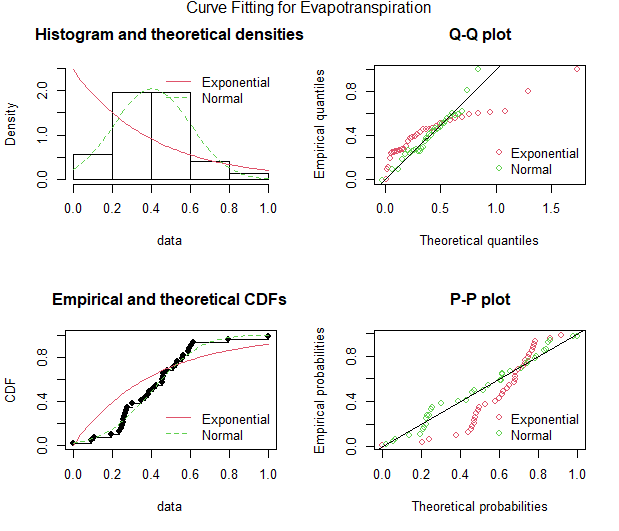 Curve Fitting for Evapotranspiration
Histogram and theoretical densities
Density
0.0 1.0 2.0
Exponential
Normal
0.0 0.2 0.4 0.6 0.8 1.0
data
Q-Q plot
Empirical quantiles
0.0 0.4 0.8
Exponential
Normal
0.0 0.5 1.0 1.5
Theoretical quantiles
Empirical and theoretical CDFs
CDF
0.0 0.4 0.8
Exponential
Normal
0.0 0.2 0.4 0.6 0.8 1.0
data
P-P plot
Empirical probabilities
0.0 0.4 0.8
Exponential
Normal
0.0 0.2 0.4 0.6 0.8 1.0
Theoretical probabilities